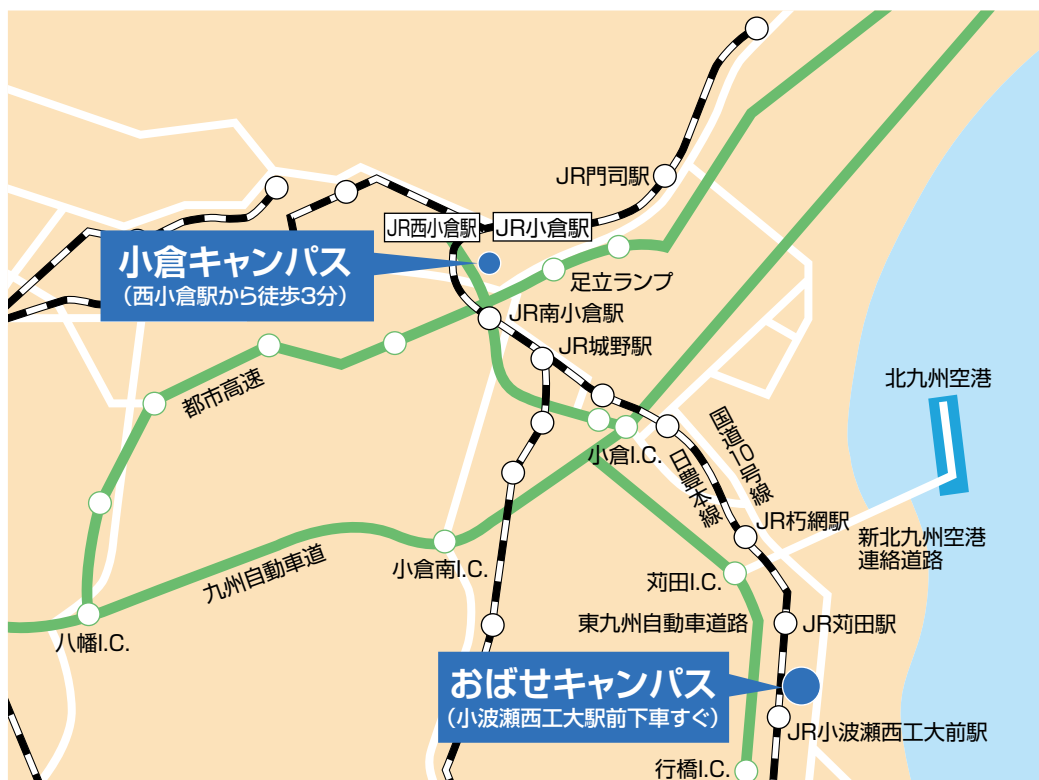 JR門司駅
JR西小倉駅
JR小倉駅
小倉キャンパス
(西小倉駅から徒歩3分)
足立ランプ
JR南小倉駅
JR城野駅
都市高速
北九州空港
国道10号線
小倉I.C.
日豊本線
JR朽網駅
新北九州空港
連絡道路
九州自動車道
小倉南I.C.
苅田I.C.
東九州自動車道路
JR苅田駅
八幡I.C.
おばせキャンパス
(小波瀬西工大駅前下車すぐ)
JR小波瀬西工大前駅
行橋I.C.